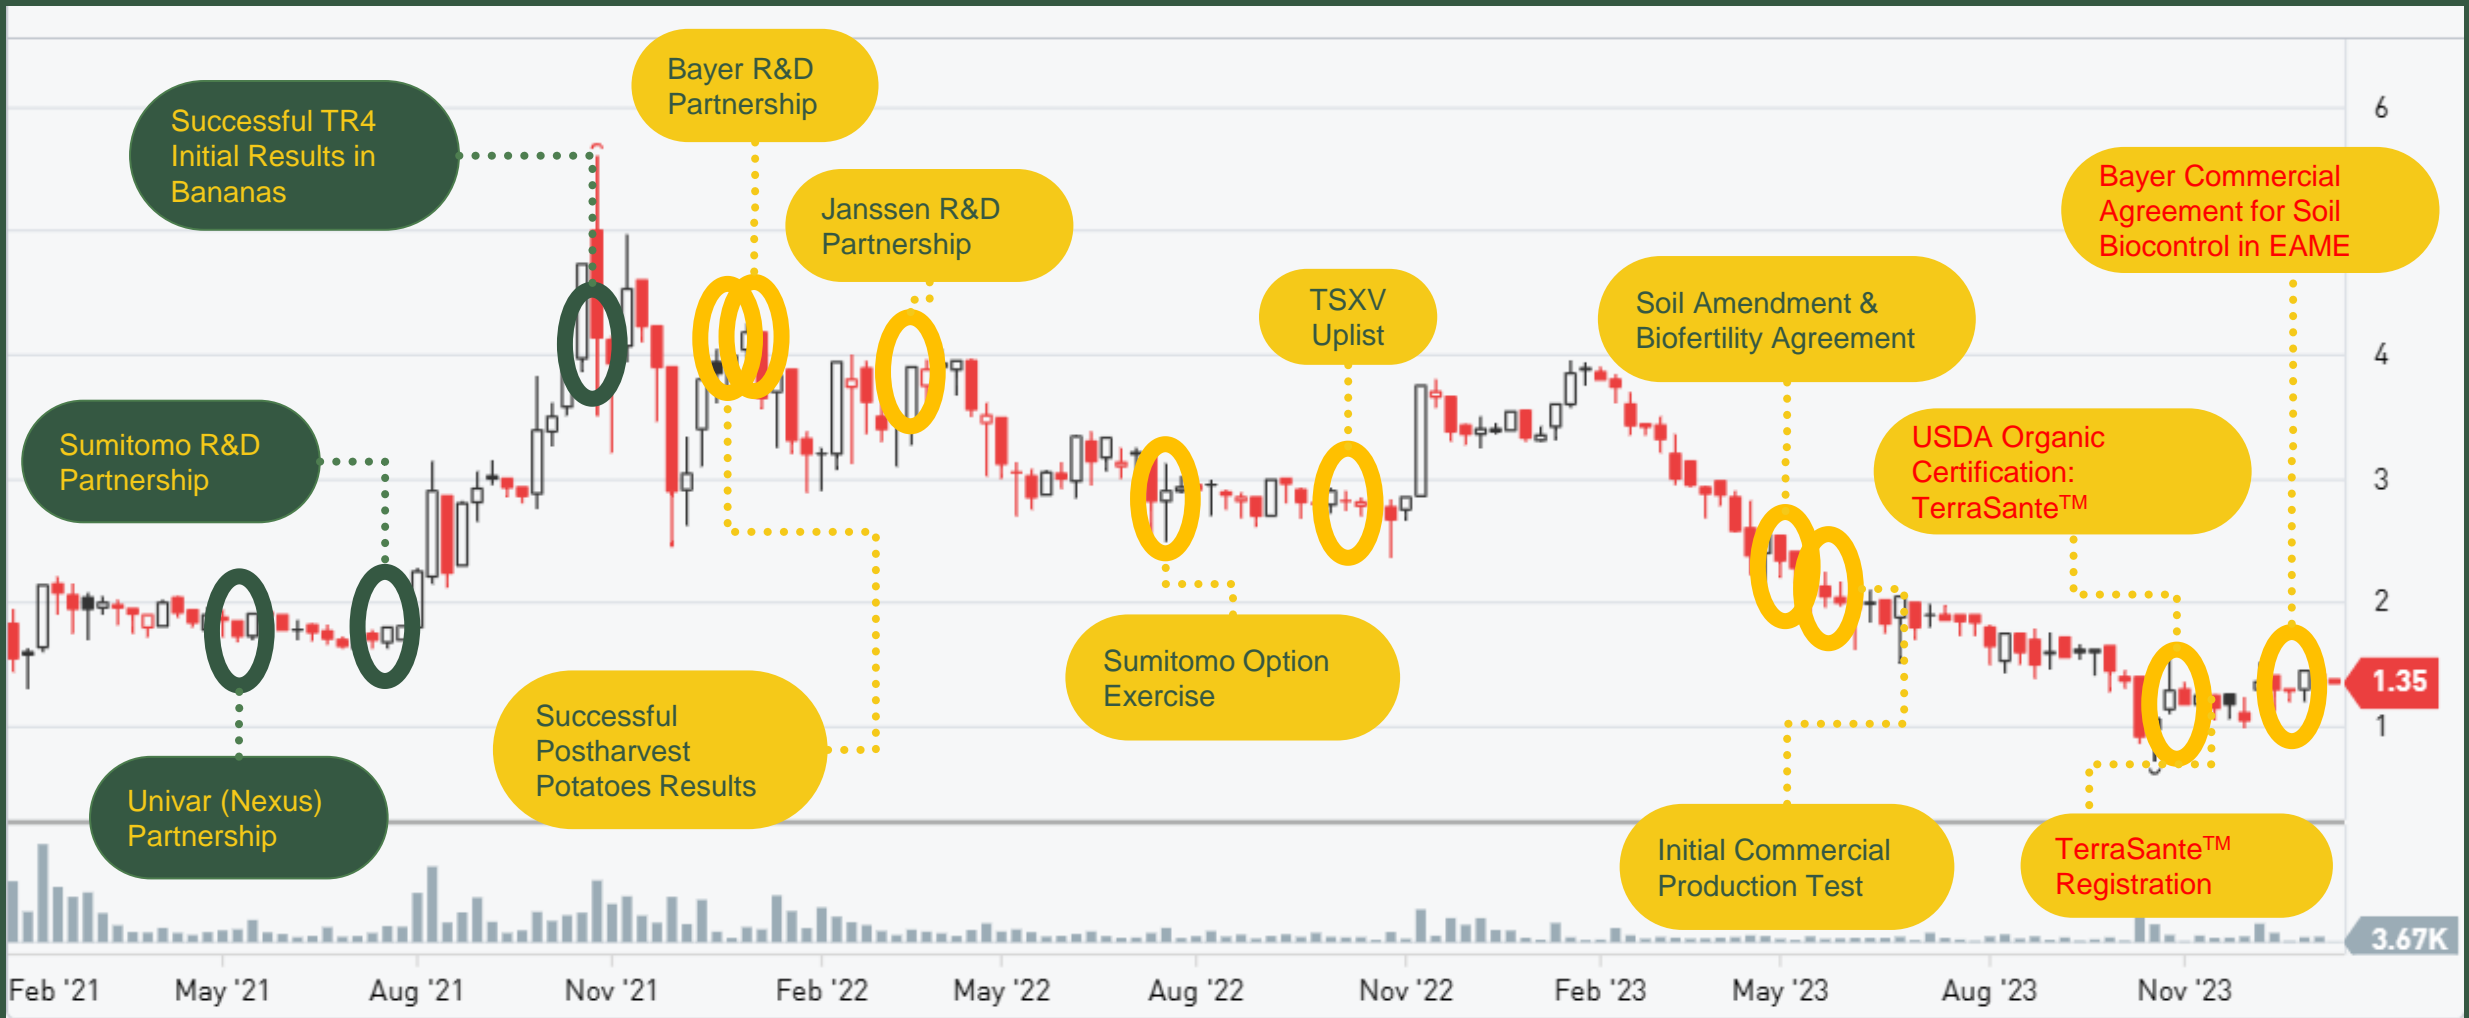 Bayer R&D
Partnership
Successful TR4
Initial Results in
Bananas
6
Bayer Commercial
Agreement for Soil
Biocontrol in EAME
Janssen R&D
Partnership
TSXV
Uplist
Soil Amendment &
Biofertility Agreement
4
Sumitomo R&D
Partnership
USDA Organic
Certification:
TerraSante™
3
2
Sumitomo Option
Exercise
1.35
Successful
Postharvest
Potatoes Results
1
Univar (Nexus)
Partnership
Initial Commercial
Production Test
TerraSante™
Registration
3.67K
Feb '21 May '21 Aug '21 Nov '21 Feb '22 May '22 Aug '22 Nov '22 Feb '23 May '23 Aug '23 Nov '23